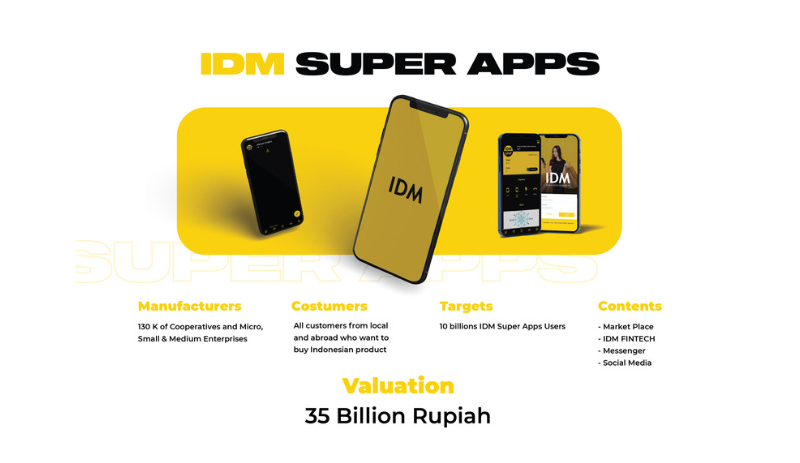 IDM SUPER APPS
IDM
IDM
SUPER APPS
Manufacturers
130 K of Cooperatives and Micro,
Small & Medium Enterprises
Costumers
All customers from local
and abroad who want to
buy Indonesian product
Targets
10 billions IDM Super Apps Users
Contents
- Market Place
- IDM FINTECH
- Messenger
- Social Media
Valuation
35 Billion Rupiah